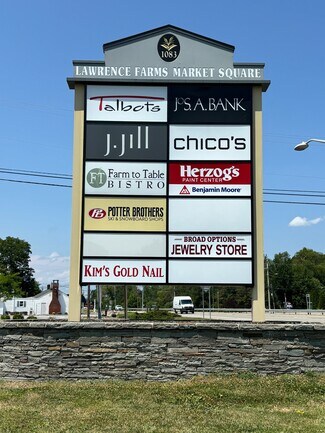 1083
LAWRENCE FARMS MARKET SQUARE
Talbots
JOS. A. BANK
J.Jill
chico's
FT
Farm to Table
BISTRO
Herzog's
PAINT CENTER
Benjamin Moore
PB
POTTER BROTHERS
SKI & SNOWBOARD SHOPS
BROAD OPTIONS
JEWELRY STORE
KIM'S GOLD NAIL